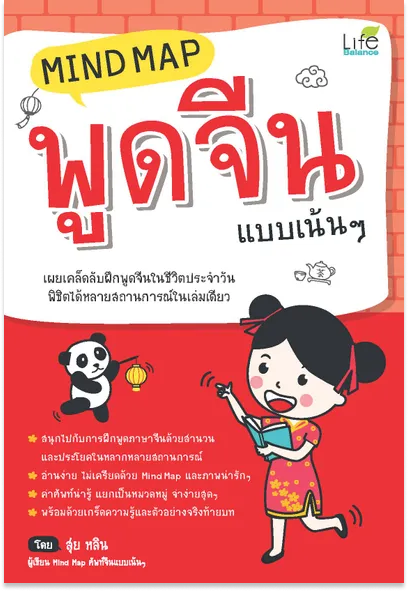 Life
Balance
MIND MAP
พูดจีน
แบบเน้นๆ
เผยเคล็ดลับฝึกพูดจีนในชีวิตประจำวัน
พิชิตได้หลายสถานการณ์ในเล่มเดียว
สนุกไปกับการฝึกพูดภาษาจีนด้วยสำนวน
และประโยคในหลากหลายสถานการณ์
อ่านง่าย ไม่เครียดด้วย Mind Map และภาพน่ารักๆ
คำศัพท์น่ารู้ แยกเป็นหมวดหมู่ จำง่ายสุดๆ
พร้อมด้วยเกร็ดความรู้และตัวอย่างจริงท้ายบท
โดย สุ่ย หลิน
ผู้เขียน Mind Map ศัพท์จีนแบบเน้นๆ